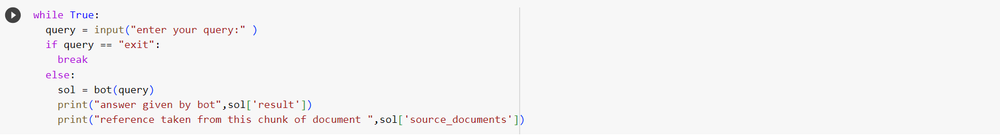 while True:
  query = input("enter your query:" )
  if query == "exit":
    break
  else:
    sol = bot(query)
    print("answer given by bot",sol['result'])
    print("reference taken from this chunk of document ",sol['source_documents'])